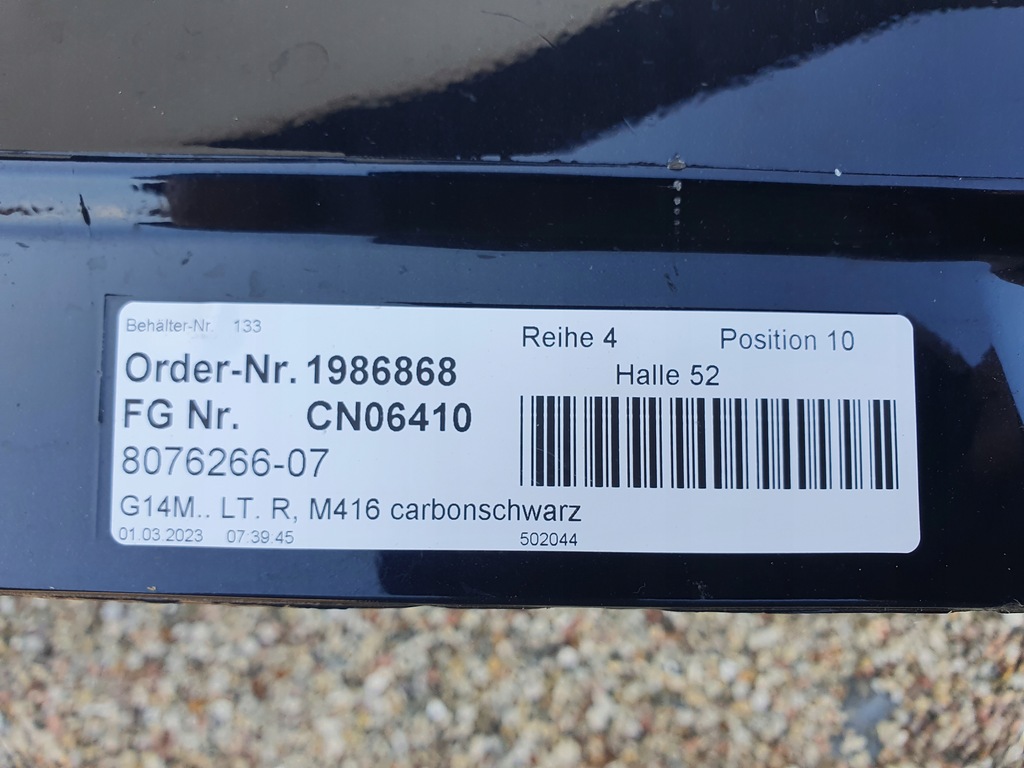 Behälter-Nr. 133
Reihe 4 Position 10
Order-Nr. 1986868
Halle 52
FG Nr. CN06410
8076266-07
G14M.. LT. R, M416 carbonschwarz
01.03.2023 07:39.45 502044